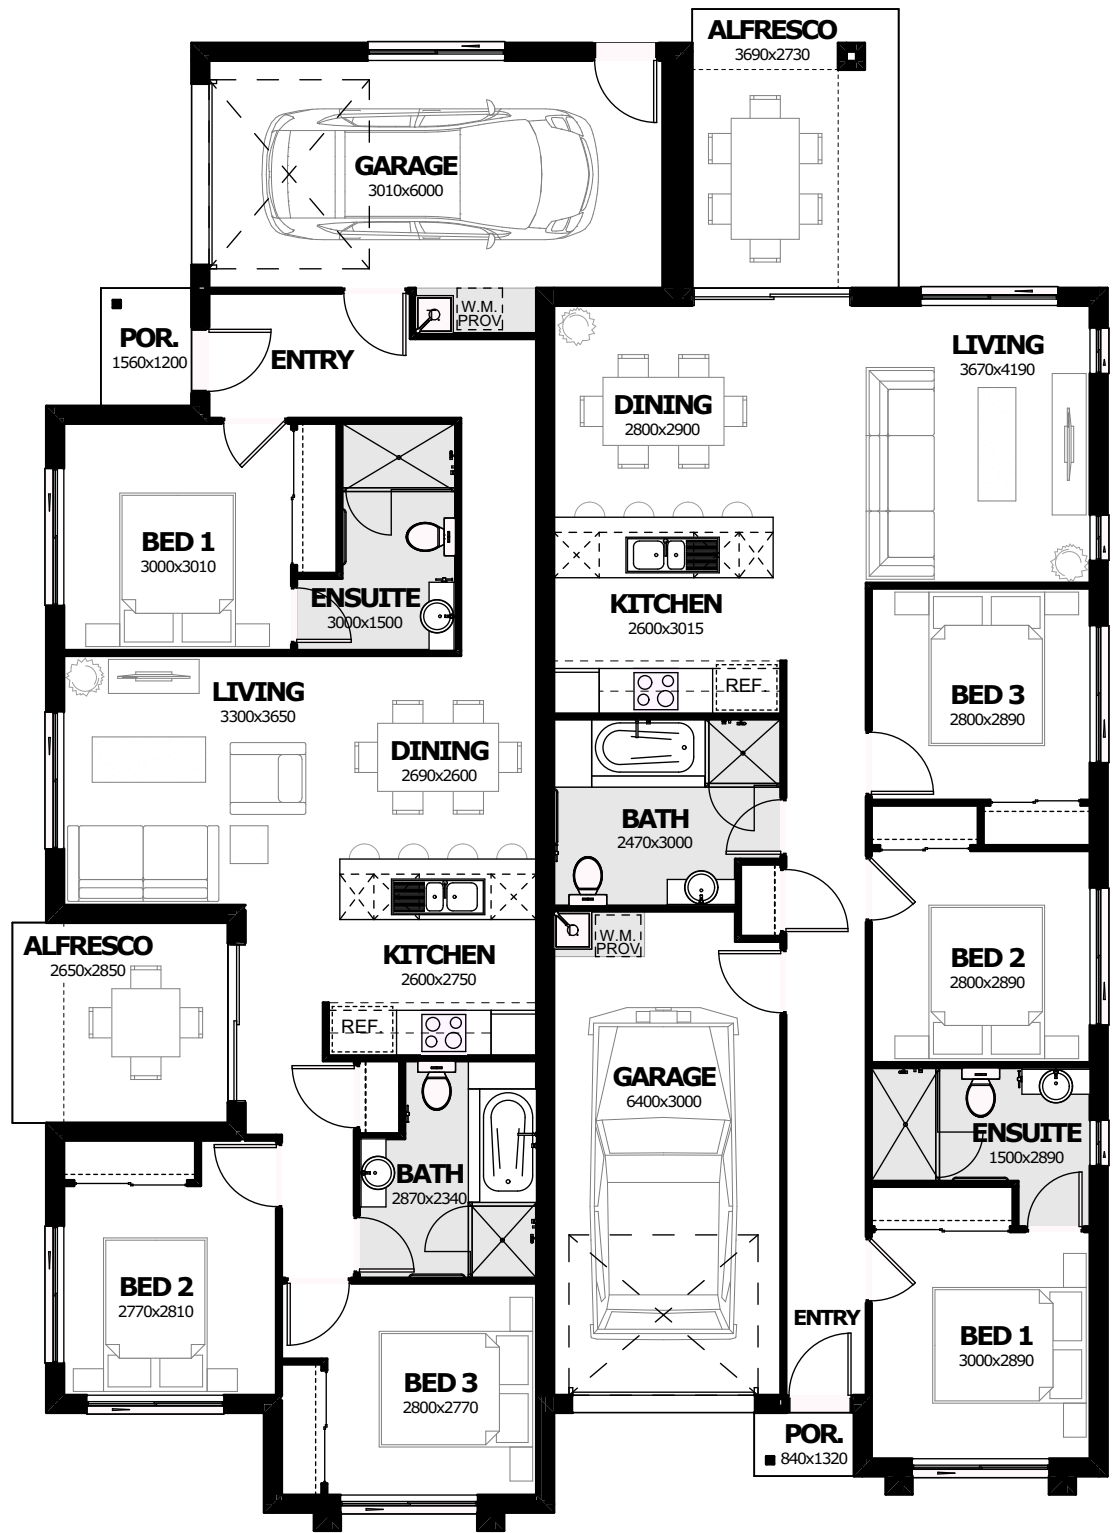 ALFRESCO
3690x2730
GARAGE
3010x6000
W.M.
PROV
POR.
1560x1200
ENTRY
LIVING
3670x4190
DINING
2800x2900
BED 1
3000x3010
ENSUITE
3000x1500
KITCHEN
2600x3015
REF.
BED 3
2800x2890
LIVING
3300x3650
DINING
2690x2600
BATH
2470x3000
W.M.
PROV
ALFRESCO
2650x2850
KITCHEN
2600x2750
REF.
BED 2
2800x2890
GARAGE
6400x3000
ENSUITE
1500x2890
BATH
2870x2340
BED 2
2770x2810
ENTRY
BED 1
3000x2890
BED 3
2800x2770
POR.
840x1320